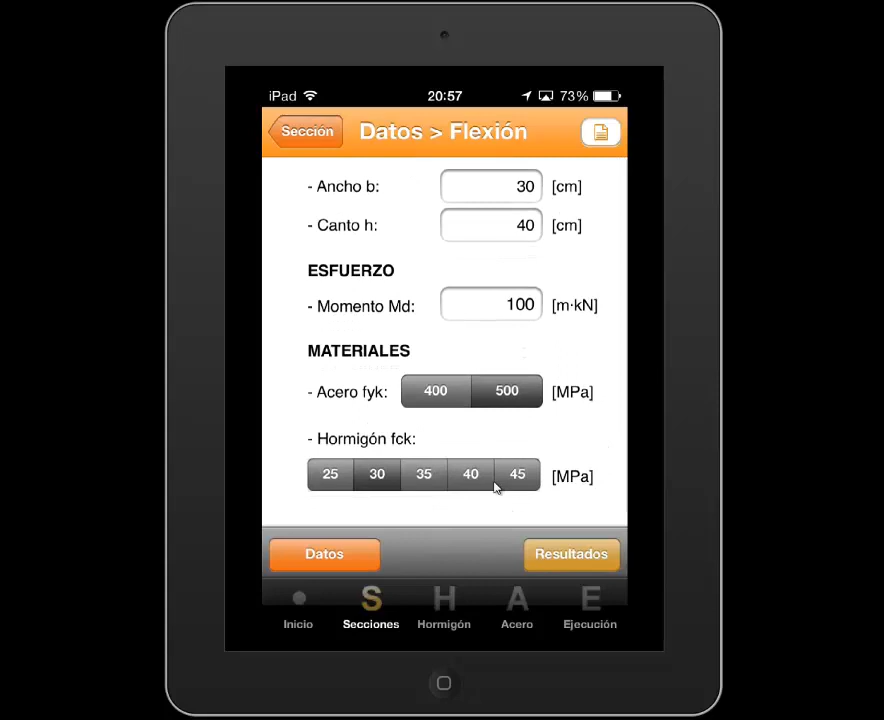 iPad 20:57 73%
Sección Datos > Flexión
- Ancho b: 30 [cm]
- Canto h: 40 [cm]
ESFUERZO
- Momento Md: 100 [m·kN]
MATERIALES
- Acero fyk: 400 500 [MPa]
- Hormigón fck:
25 30 35 40 45 [MPa]
Datos Resultados
S H A E
Inicio Secciones Hormigón Acero Ejecución